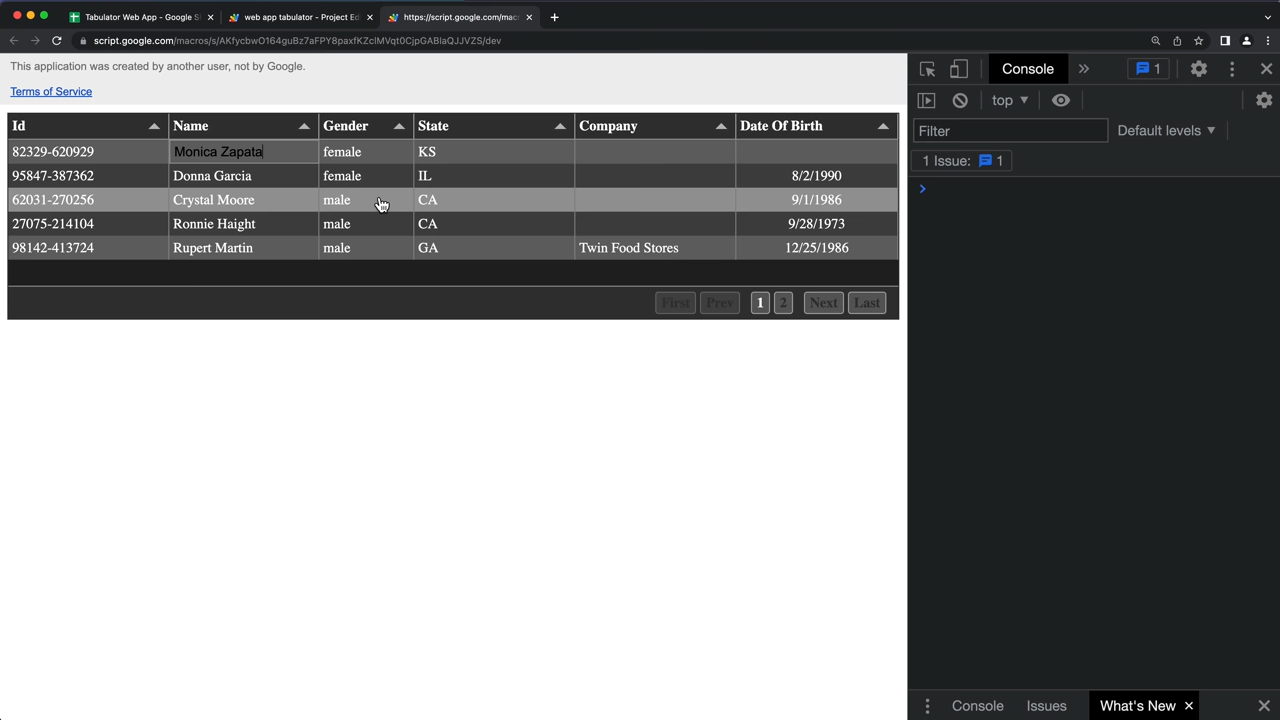 Tabulator Web App - Google S
web app tabulator - Project Ed
https://script.google.com/mac
script.google.com/macros/s/AKfycbwO164guBz7aFPY8paxfKZclMVqt0CjpGABlaQJJVZS/dev
This application was created by another user, not by Google.
Terms of Service
Id Name Gender State Company Date Of Birth
82329-620929 Monica Zapata female KS
95847-387362 Donna Garcia female IL 8/2/1990
62031-270256 Crystal Moore male CA 9/1/1986
27075-214104 Ronnie Haight male CA 9/28/1973
98142-413724 Rupert Martin male GA Twin Food Stores 12/25/1986
First Prev 1 2 Next Last
Console 1
top
Filter Default levels
1 Issue: 1
Console Issues What's New